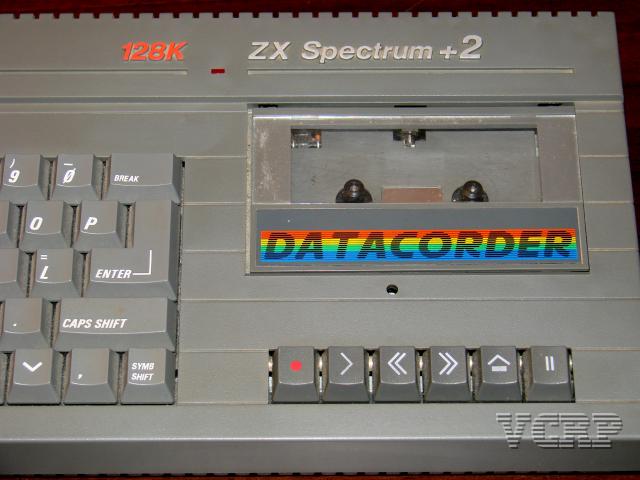 128K
ZX Spectrum +2
) 9
_ Ø
BREAK
O
P
= L
ENTER
DATACORDER
.
CAPS SHIFT
,
SYMB SHIFT
VCRP